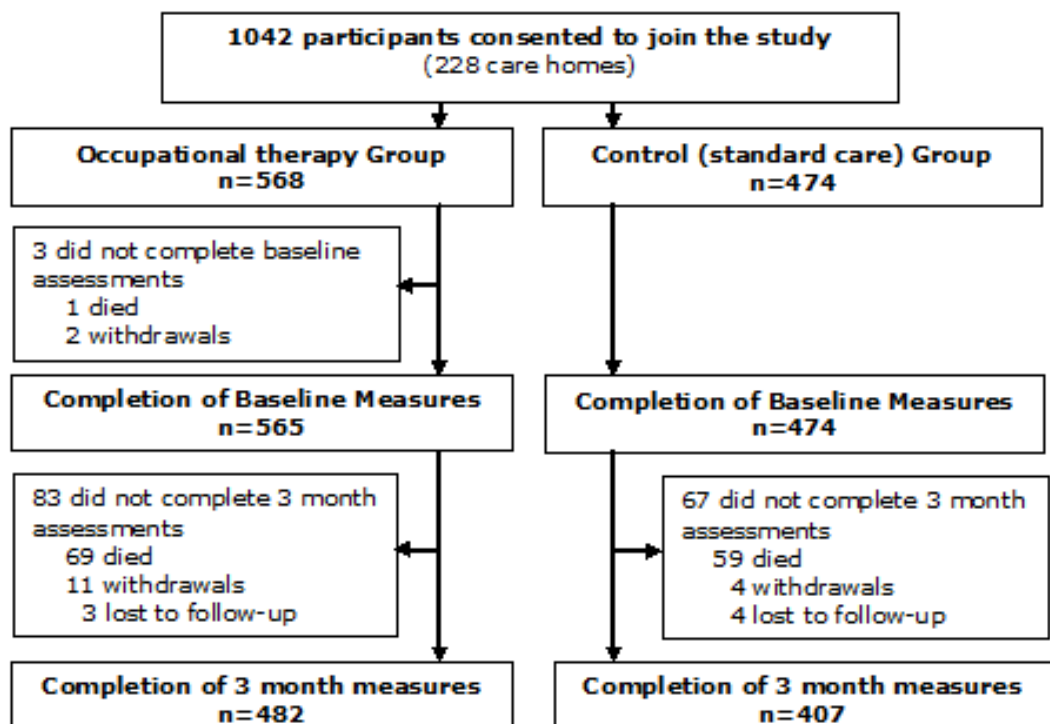 1042 participants consented to join the study
(228 care homes)
Occupational therapy Group
n=568
Control (standard care) Group
n=474
3 did not complete baseline
assessments
1 died
2 withdrawals
Completion of Baseline Measures
n=565
Completion of Baseline Measures
n=474
83 did not complete 3 month
assessments
69 died
11 withdrawals
3 lost to follow-up
67 did not complete 3 month
assessments
59 died
4 withdrawals
4 lost to follow-up
Completion of 3 month measures
n=482
Completion of 3 month measures
n=407